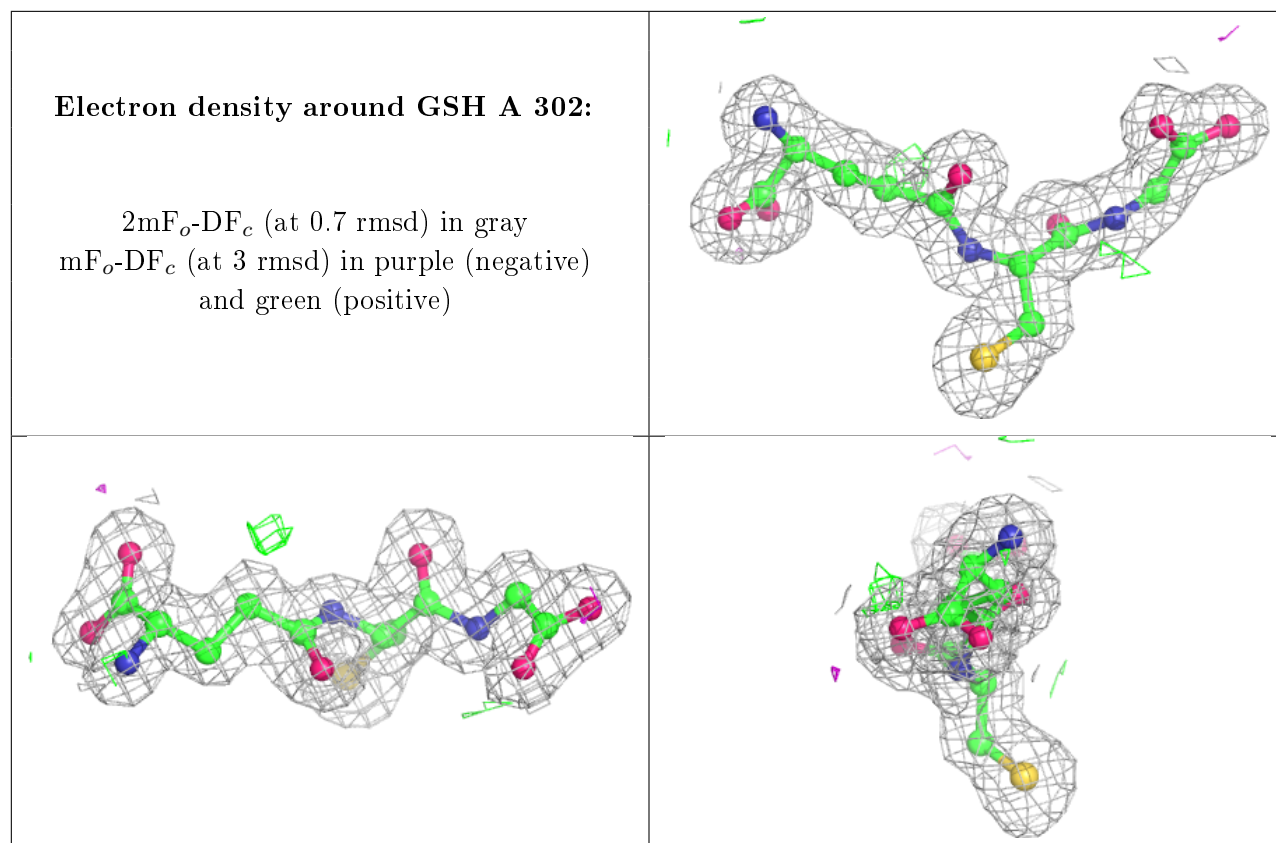 Electron density around GSH A 302:
2mFo-DFc (at 0.7 rmsd) in gray
mFo-DFc (at 3 rmsd) in purple (negative)
and green (positive)